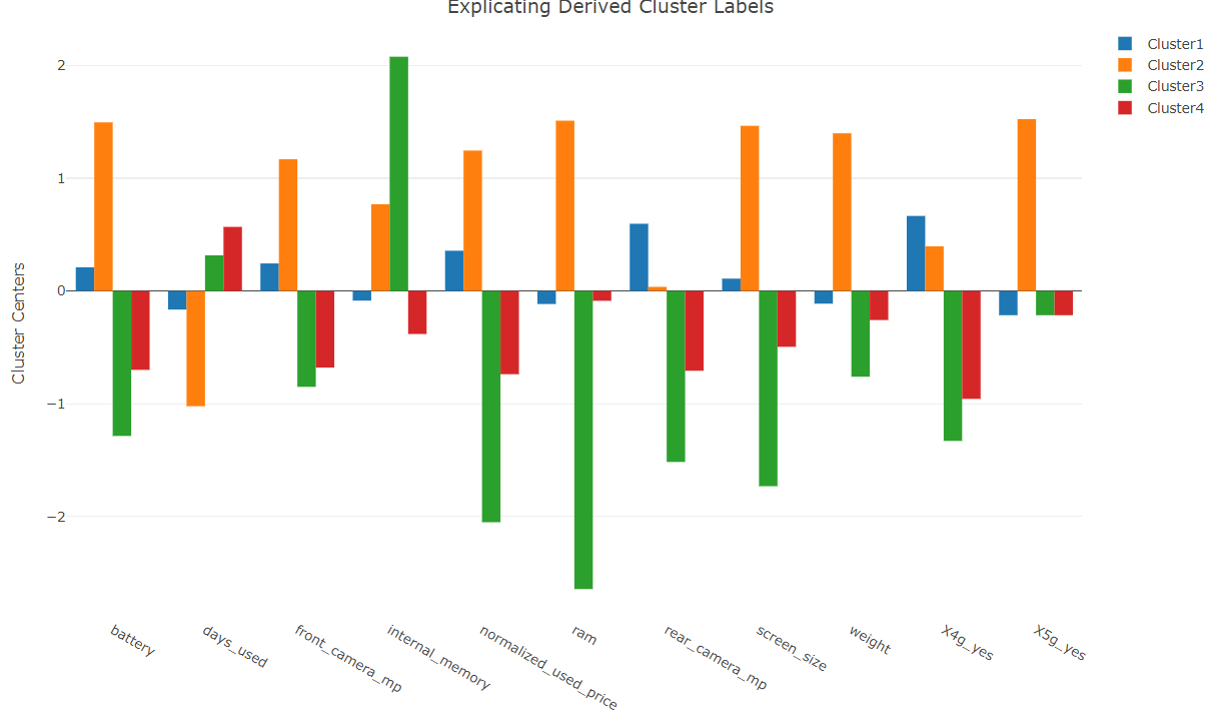 Explicating Derived Cluster Labels
Cluster1
Cluster2
Cluster3
Cluster4
Cluster Centers
2
1
0
−1
−2
battery
days_used
front_camera_mp
internal_memory
normalized_used_price
ram
rear_camera_mp
screen_size
weight
X4g_yes
X5g_yes